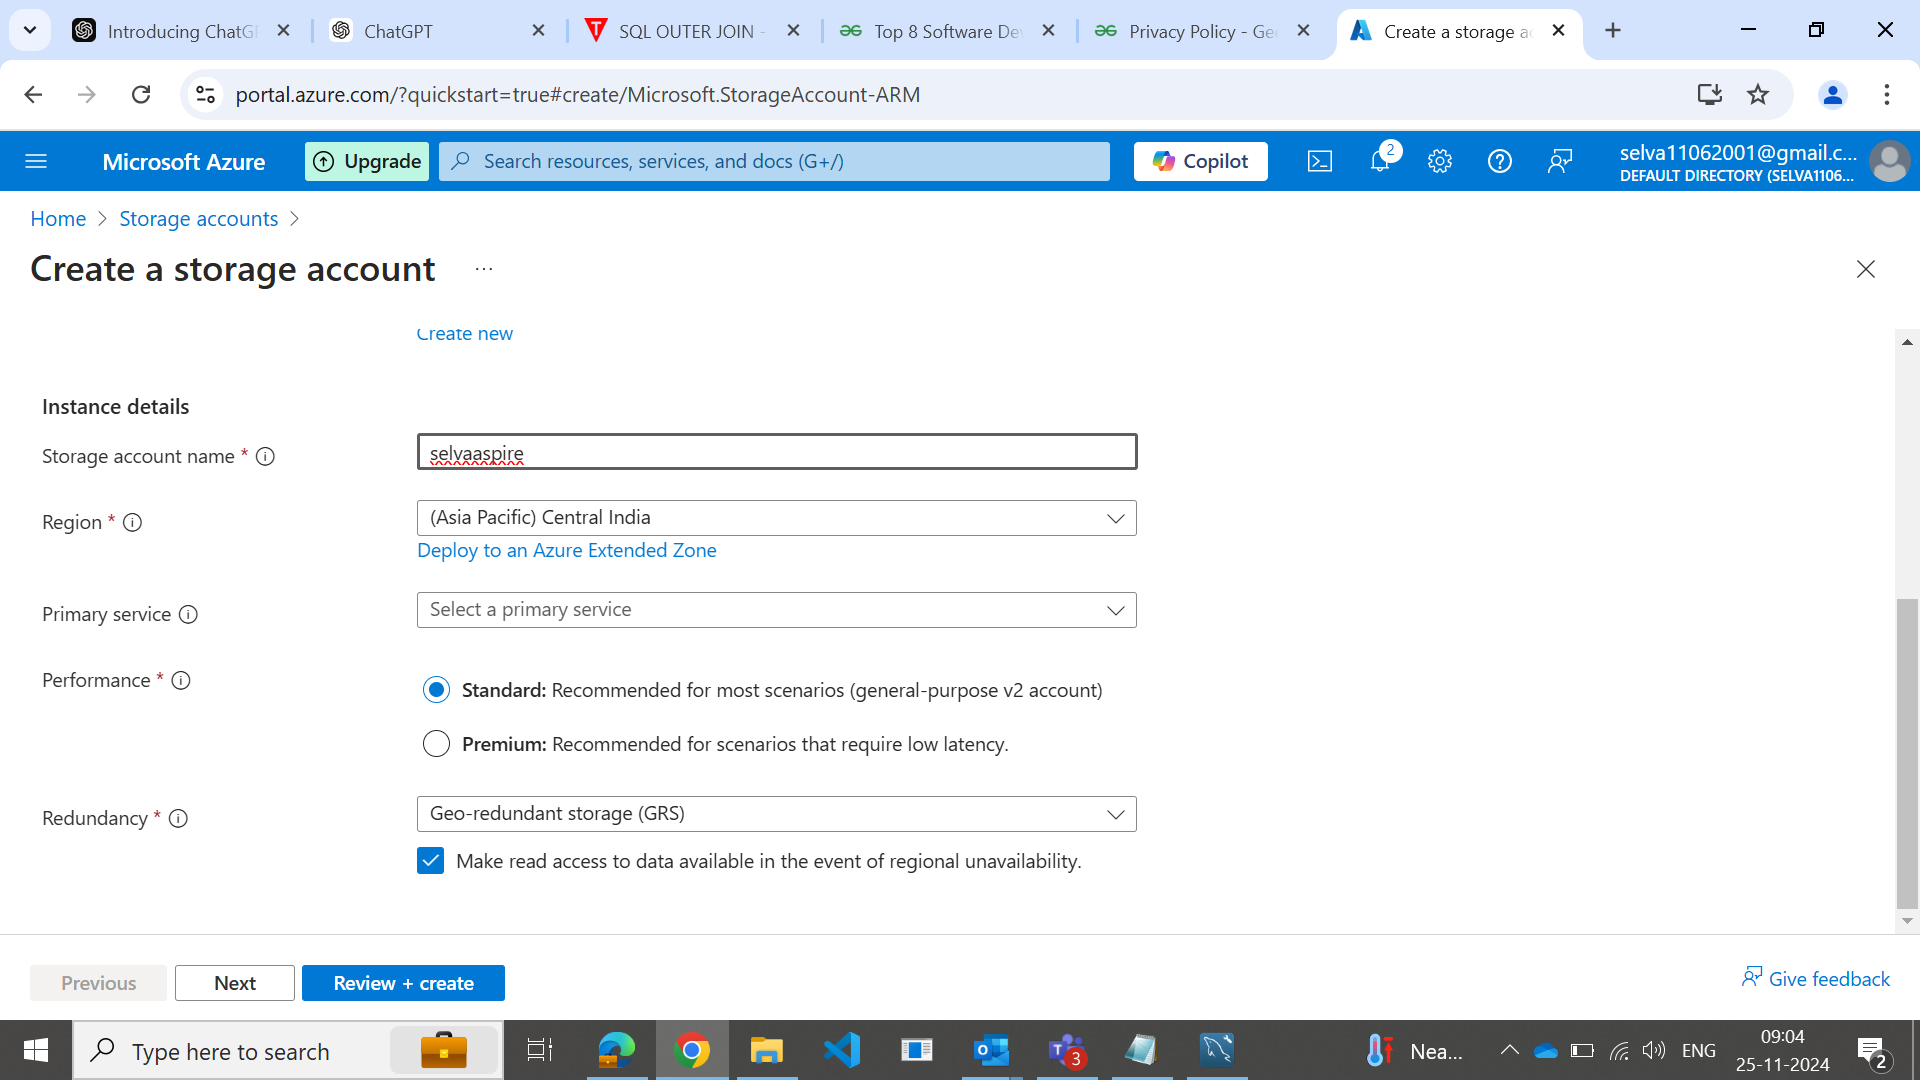 Introducing ChatG
ChatGPT
SQL OUTER JOIN -
Top 8 Software De
Privacy Policy - Ge
Create a storage a
portal.azure.com/?quickstart=true#create/Microsoft.StorageAccount-ARM
Microsoft Azure
Upgrade
Search resources, services, and docs (G+/)
Copilot
2
selva11062001@gmail.c...
DEFAULT DIRECTORY (SELVA1106...
Home > Storage accounts >
Create a storage account ...
Create new
Instance details
Storage account name *
selvaaspire
Region *
(Asia Pacific) Central India
Deploy to an Azure Extended Zone
Primary service
Select a primary service
Performance *
Standard: Recommended for most scenarios (general-purpose v2 account)
Premium: Recommended for scenarios that require low latency.
Redundancy *
Geo-redundant storage (GRS)
Make read access to data available in the event of regional unavailability.
Previous
Next
Review + create
Give feedback
Type here to search
3
Nea...
ENG
09:04
25-11-2024
2